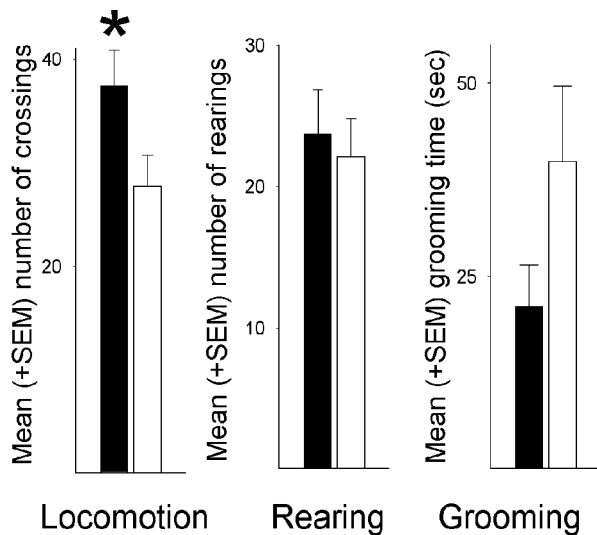 *
Mean (+SEM) number of crossings
40
20
Locomotion
Mean (+SEM) number of rearings
30
20
10
Rearing
Mean (+SEM) grooming time (sec)
50
25
Grooming